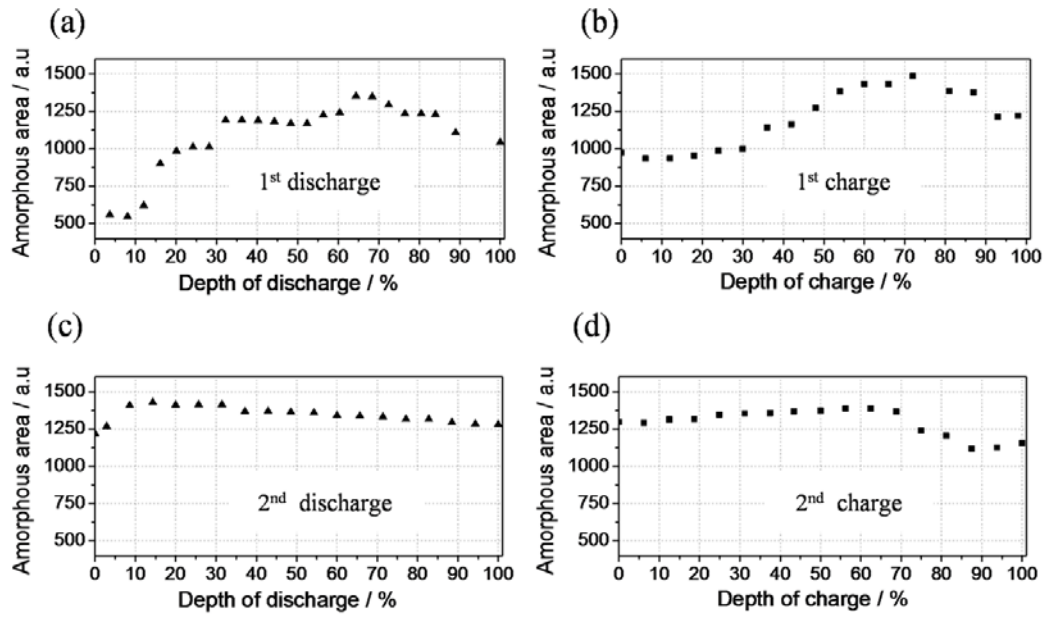 (a)
Amorphous area / a.u
1500
1250
1000
750
500
1st discharge
0 10 20 30 40 50 60 70 80 90 100
Depth of discharge / %
(b)
Amorphous area / a.u
1500
1250
1000
750
500
1st charge
0 10 20 30 40 50 60 70 80 90 100
Depth of charge / %
(c)
Amorphous area / a.u
1500
1250
1000
750
500
2nd discharge
0 10 20 30 40 50 60 70 80 90 100
Depth of discharge / %
(d)
Amorphous area / a.u
1500
1250
1000
750
500
2nd charge
0 10 20 30 40 50 60 70 80 90 100
Depth of charge / %